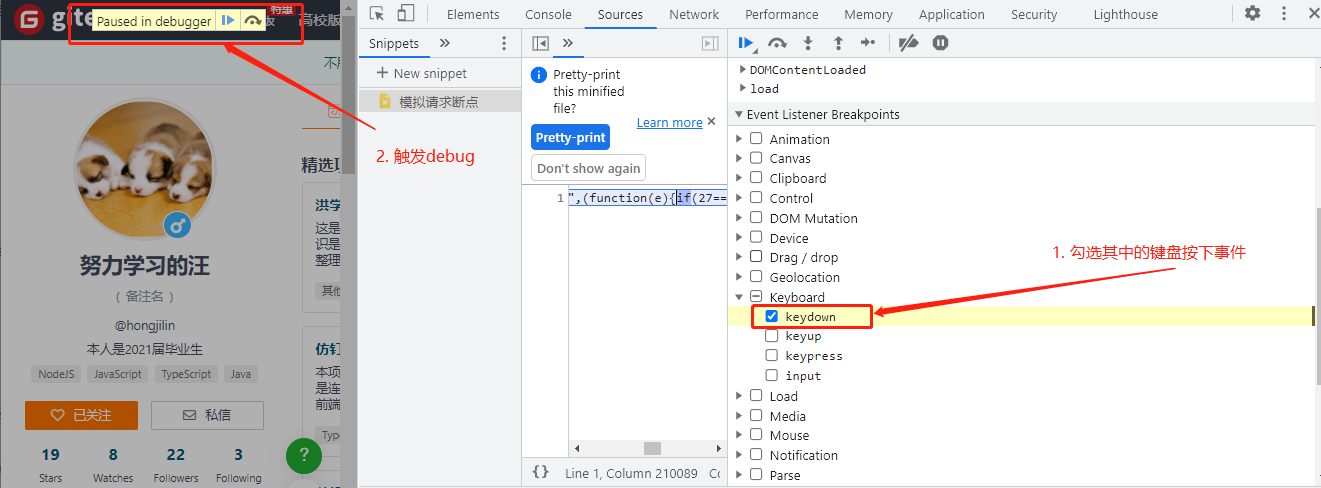 gite
Paused in debugger
特惠
版
高校版
不用
努力学习的汪
( 备注名 )
@hongjilin
本人是2021届毕业生
NodeJS JavaScript TypeScript Java
已关注 私信
19 8 22 3
Stars Watches Followers Following
?
精选项
洪学
这是
识是
整理
其他
仿钉
本项
是连
前端
Type
2. 触发debug
Elements Console Sources Network Performance Memory Application Security Lighthouse
Snippets »
+ New snippet
模拟请求断点
»
Pretty-print
this minified
file?
Learn more
Pretty-print
Don't show again
1 ",(function(e){if(27==
{} Line 1, Column 210089 Co
DOMContentLoaded
load
Event Listener Breakpoints
Animation
Canvas
Clipboard
Control
DOM Mutation
Device
Drag / drop
Geolocation
Keyboard
keydown
keyup
keypress
input
Load
Media
Mouse
Notification
Parse
1. 勾选其中的键盘按下事件